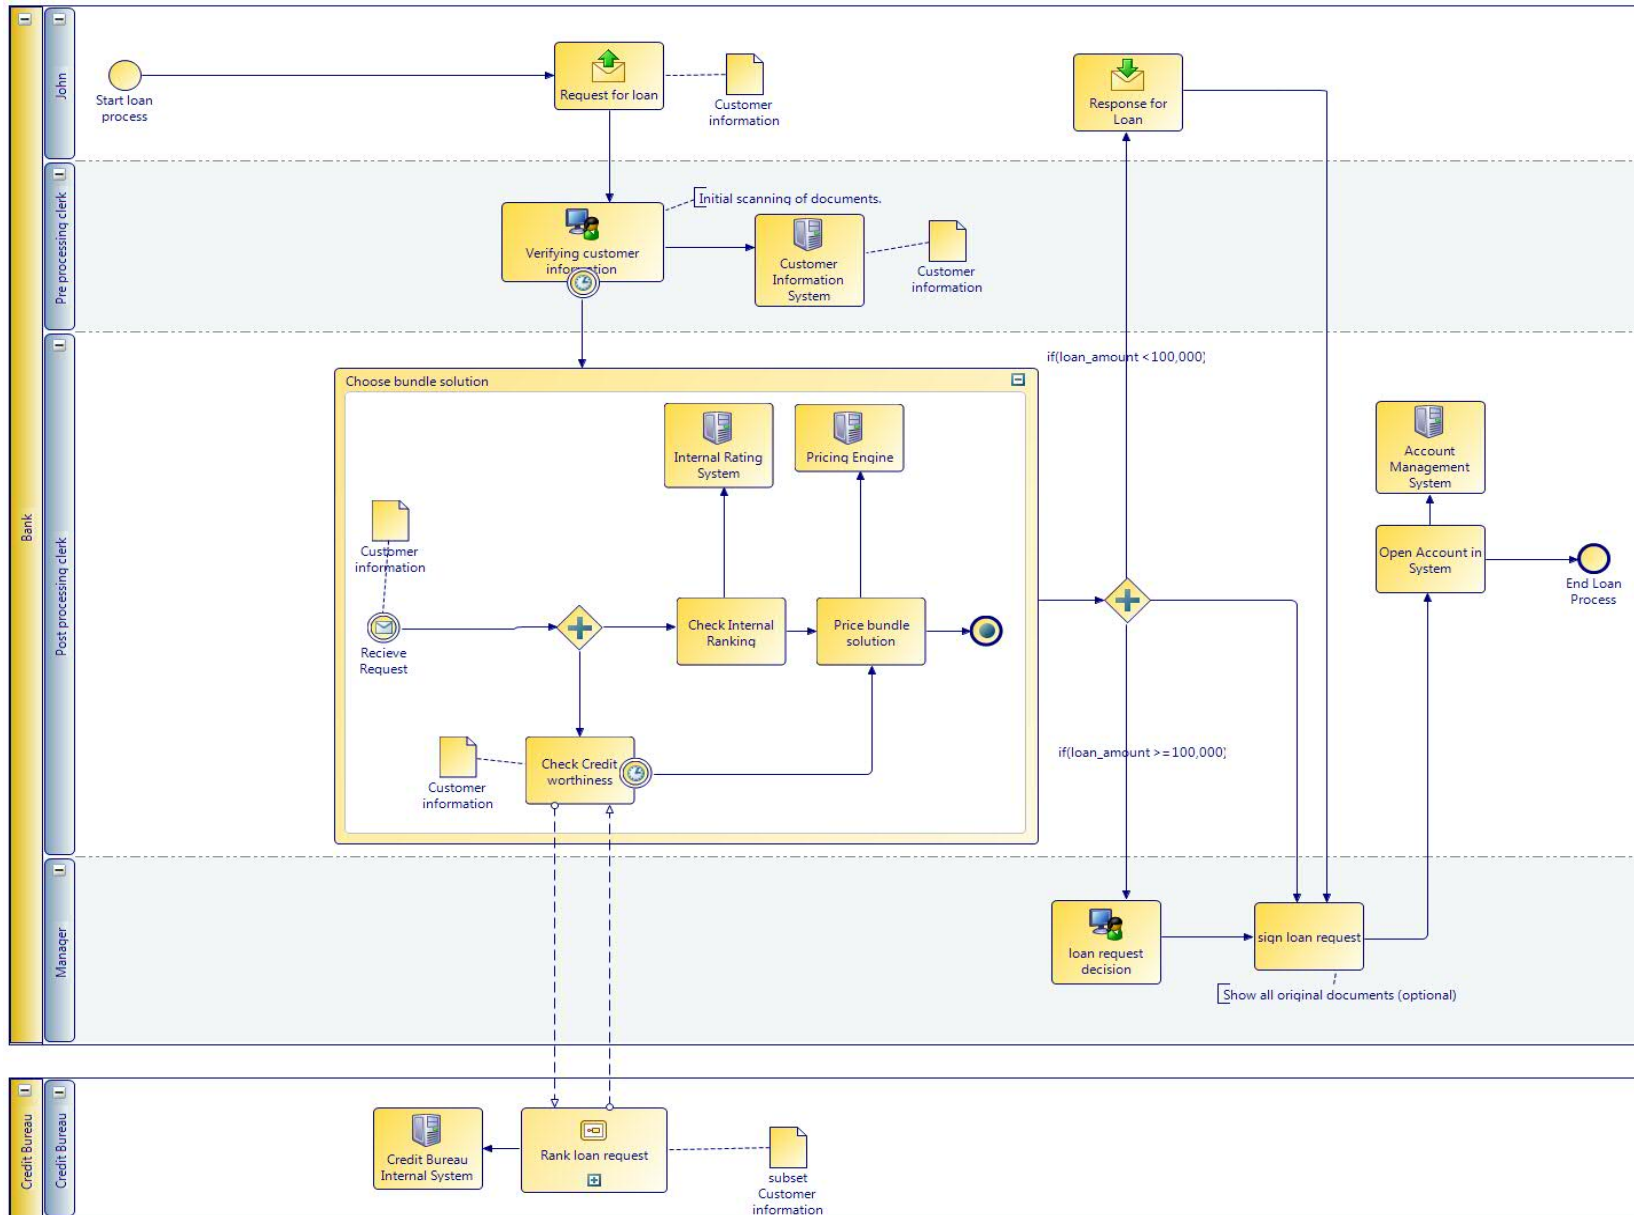 Bank
John
Start loan
process
Request for loan
Customer
information
Response for
Loan
Pre processing clerk
Initial scanning of documents.
Verifying customer
information
Customer
Information
System
Customer
information
Post processing clerk
if(loan_amount <100,000)
Choose bundle solution
Internal Rating
System
Pricing Engine
Account
Management
System
Customer
information
Open Account in
System
End Loan
Process
Recieve
Request
Check Internal
Ranking
Price bundle
solution
if(loan_amount >=100,000)
Check Credit
worthiness
Customer
information
Manager
loan request
decision
sign loan request
Show all original documents (optional)
Credit Bureau
Credit Bureau
Credit Bureau
Internal System
Rank loan request
subset
Customer
information